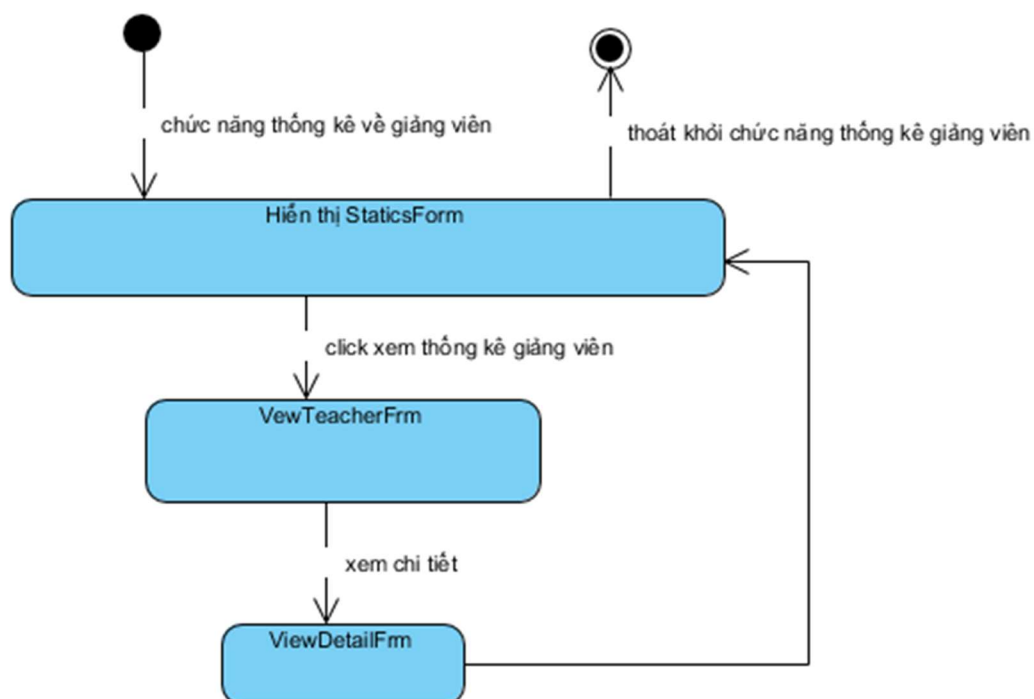 chức năng thống kê về giảng viên
thoát khỏi chức năng thống kê giảng viên
Hiển thị StaticsForm
click xem thống kê giảng viên
VewTeacherFrm
xem chi tiết
ViewDetailFrm